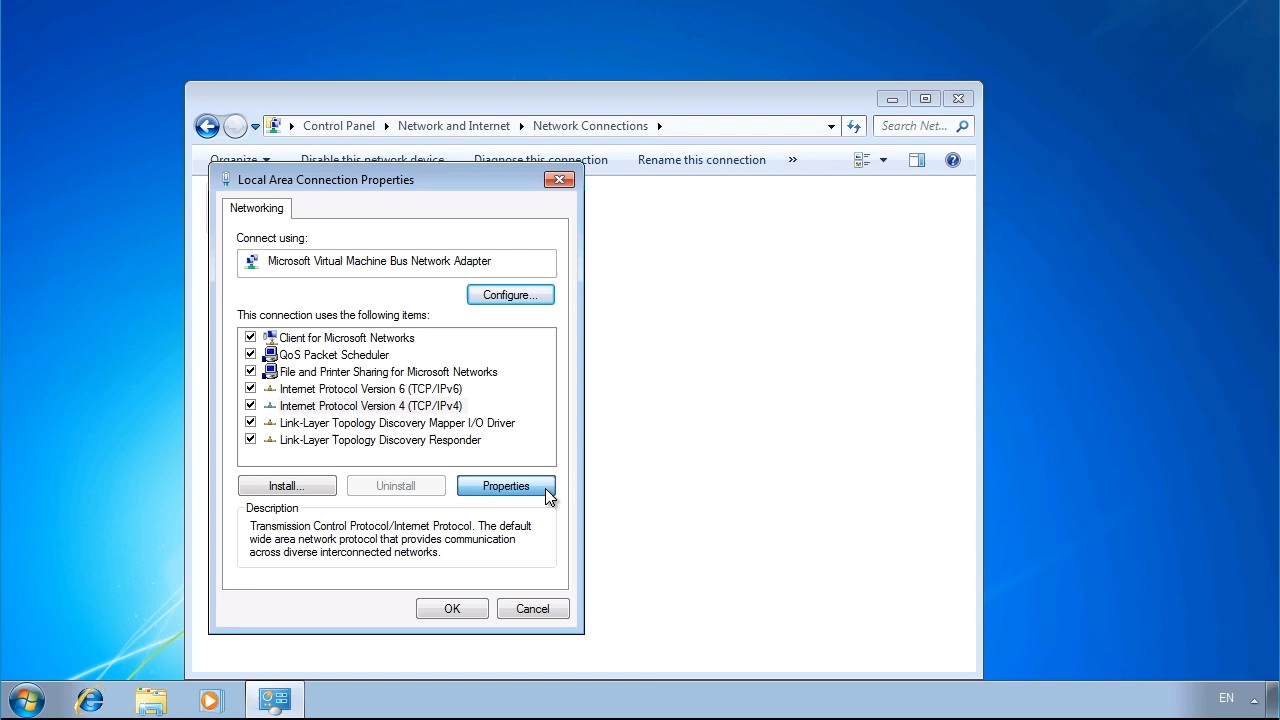 Control Panel
Network and Internet
Network Connections
Search Net...
Organize
Disable this network device
Diagnose this connection
Rename this connection
»
Local Area Connection Properties
Networking
Connect using:
Microsoft Virtual Machine Bus Network Adapter
Configure...
This connection uses the following items:
Client for Microsoft Networks
QoS Packet Scheduler
File and Printer Sharing for Microsoft Networks
Internet Protocol Version 6 (TCP/IPv6)
Internet Protocol Version 4 (TCP/IPv4)
Link-Layer Topology Discovery Mapper I/O Driver
Link-Layer Topology Discovery Responder
Install...
Uninstall
Properties
Description
Transmission Control Protocol/Internet Protocol. The default
wide area network protocol that provides communication
across diverse interconnected networks.
OK
Cancel
EN